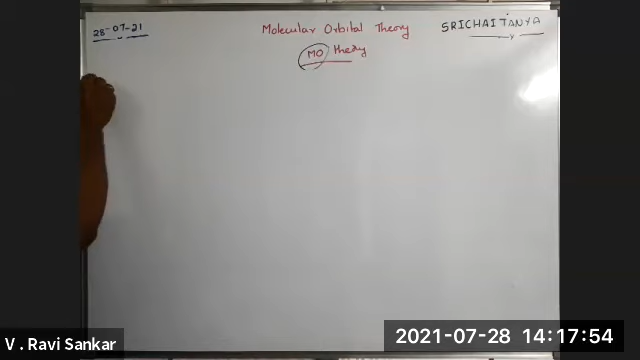 28-07-21
Molecular Orbital Theory
SRICHAITANYA
MO theory
V . Ravi Sankar
2021-07-28 14:17:54